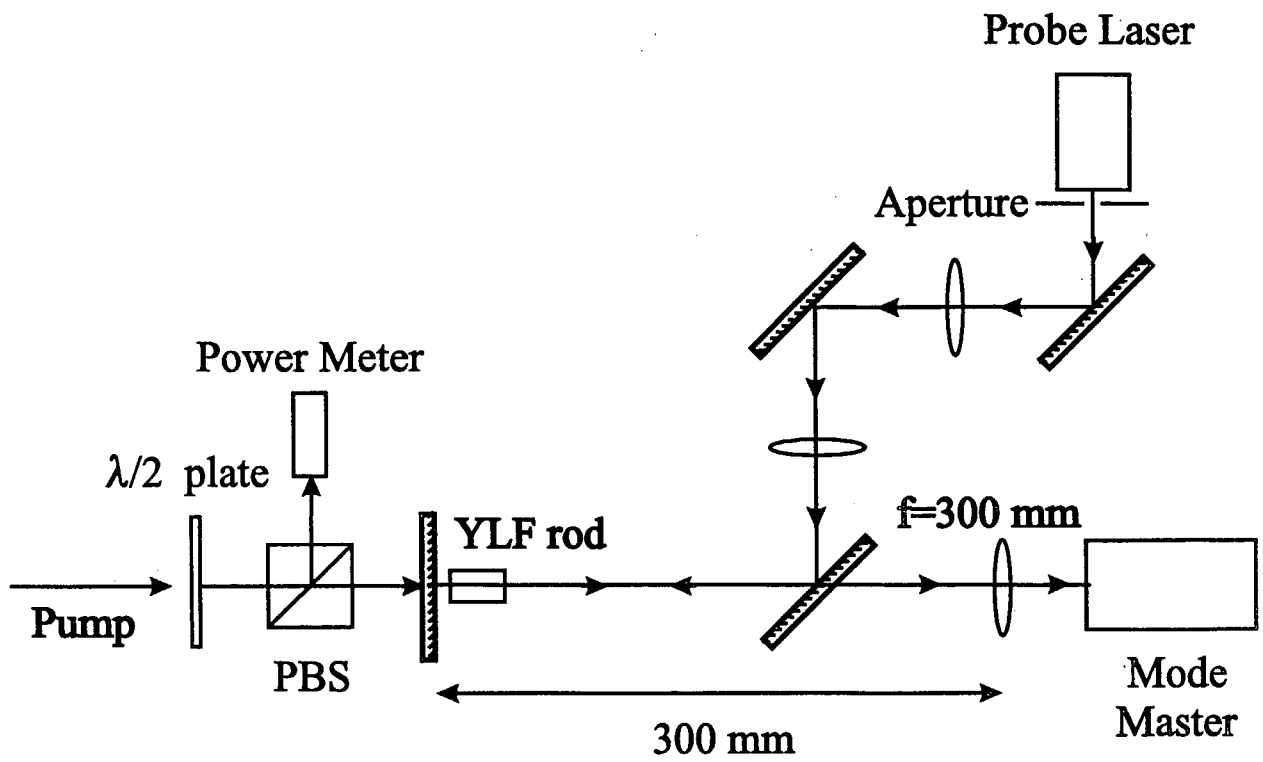 Probe Laser
Aperture
Power Meter
λ/2 plate
YLF rod
f=300 mm
Pump
PBS
Mode
Master
300 mm